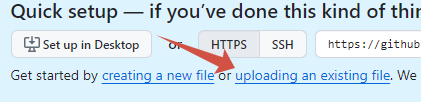 Quick setup — if you've done this kind of thi
Set up in Desktop or HTTPS SSH https://github
Get started by creating a new file or uploading an existing file. We